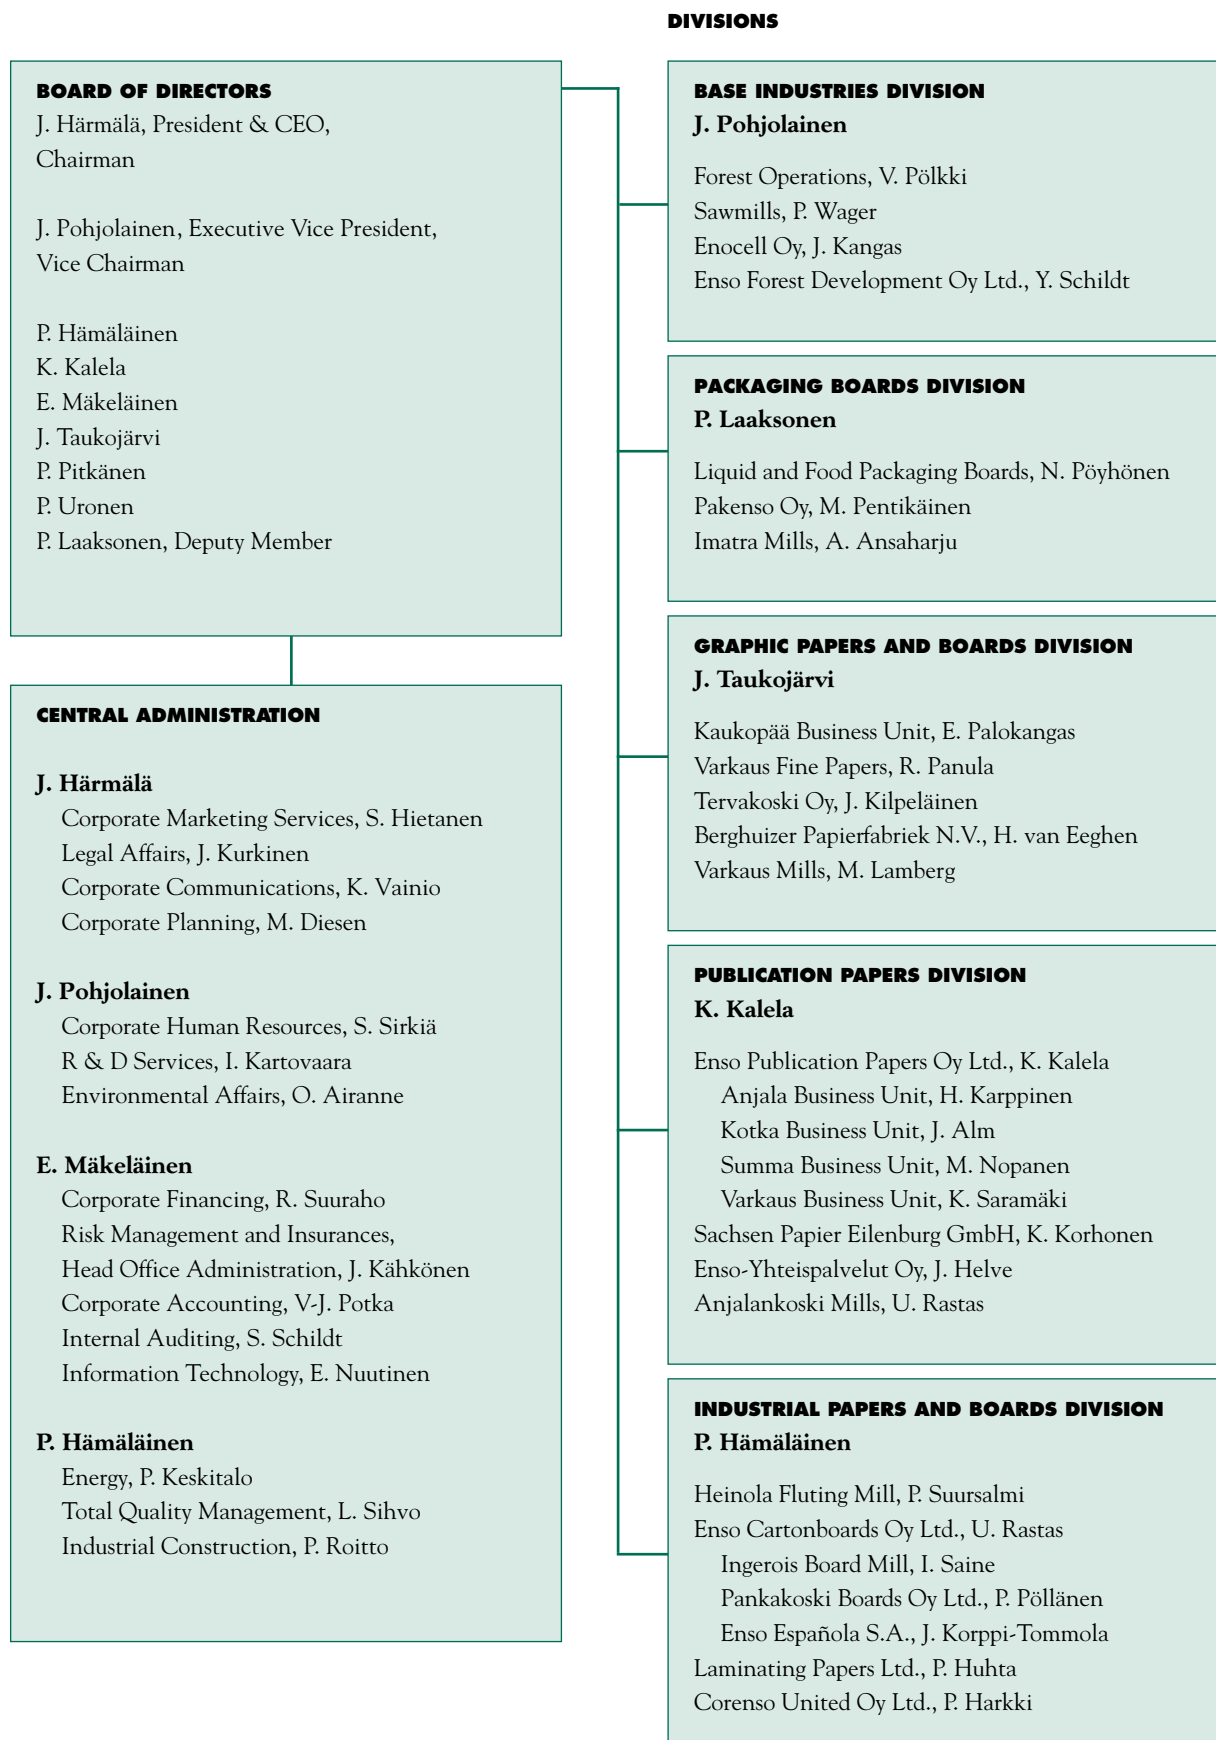 DIVISIONS
BOARD OF DIRECTORS
J. Härmälä, President & CEO,
Chairman
J. Pohjolainen, Executive Vice President,
Vice Chairman
P. Hämäläinen
K. Kalela
E. Mäkeläinen
J. Taukojärvi
P. Pitkänen
P. Uronen
P. Laaksonen, Deputy Member
CENTRAL ADMINISTRATION
J. Härmälä
Corporate Marketing Services, S. Hietanen
Legal Affairs, J. Kurkinen
Corporate Communications, K. Vainio
Corporate Planning, M. Diesen
J. Pohjolainen
Corporate Human Resources, S. Sirkiä
R & D Services, I. Kartovaara
Environmental Affairs, O. Airanne
E. Mäkeläinen
Corporate Financing, R. Suuraho
Risk Management and Insurances,
Head Office Administration, J. Kähkönen
Corporate Accounting, V-J. Potka
Internal Auditing, S. Schildt
Information Technology, E. Nuutinen
P. Hämäläinen
Energy, P. Keskitalo
Total Quality Management, L. Sihvo
Industrial Construction, P. Roitto
BASE INDUSTRIES DIVISION
J. Pohjolainen
Forest Operations, V. Pölkki
Sawmills, P. Wager
Enocell Oy, J. Kangas
Enso Forest Development Oy Ltd., Y. Schildt
PACKAGING BOARDS DIVISION
P. Laaksonen
Liquid and Food Packaging Boards, N. Pöyhönen
Pakenso Oy, M. Pentikäinen
Imatra Mills, A. Ansaharju
GRAPHIC PAPERS AND BOARDS DIVISION
J. Taukojärvi
Kaukopää Business Unit, E. Palokangas
Varkaus Fine Papers, R. Panula
Tervakoski Oy, J. Kilpeläinen
Berghuizer Papierfabriek N.V., H. van Eeghen
Varkaus Mills, M. Lamberg
PUBLICATION PAPERS DIVISION
K. Kalela
Enso Publication Papers Oy Ltd., K. Kalela
Anjala Business Unit, H. Karppinen
Kotka Business Unit, J. Alm
Summa Business Unit, M. Nopanen
Varkaus Business Unit, K. Saramäki
Sachsen Papier Eilenburg GmbH, K. Korhonen
Enso-Yhteispalvelut Oy, J. Helve
Anjalankoski Mills, U. Rastas
INDUSTRIAL PAPERS AND BOARDS DIVISION
P. Hämäläinen
Heinola Fluting Mill, P. Suursalmi
Enso Cartonboards Oy Ltd., U. Rastas
Ingerois Board Mill, I. Saine
Pankakoski Boards Oy Ltd., P. Pöllänen
Enso Española S.A., J. Korppi-Tommola
Laminating Papers Ltd., P. Huhta
Corenso United Oy Ltd., P. Harkki